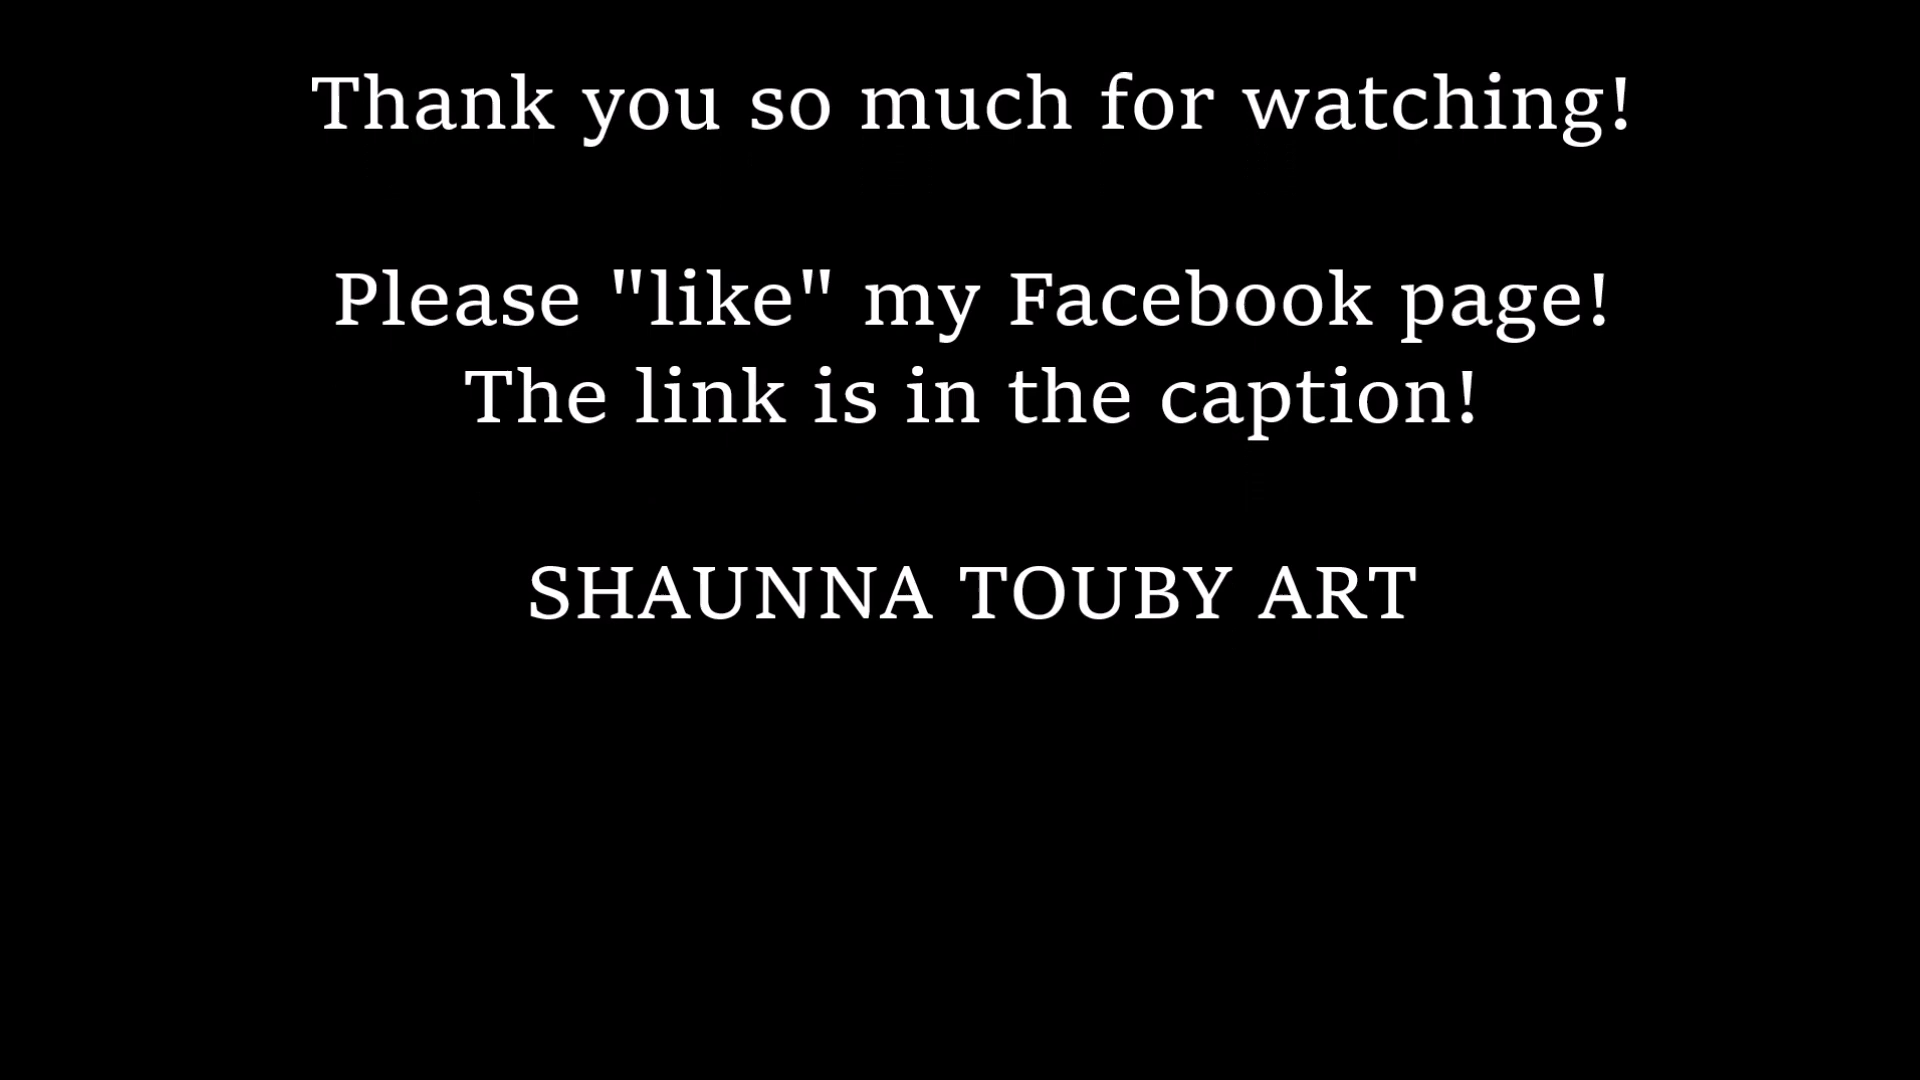 Thank you so much for watching!
Please "like" my Facebook page!
The link is in the caption!
SHAUNNA TOUBY ART